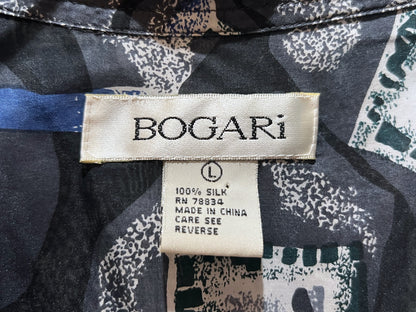 BOGARi
L
100% SILK
RN 78834
MADE IN CHINA
CARE SEE
REVERSE